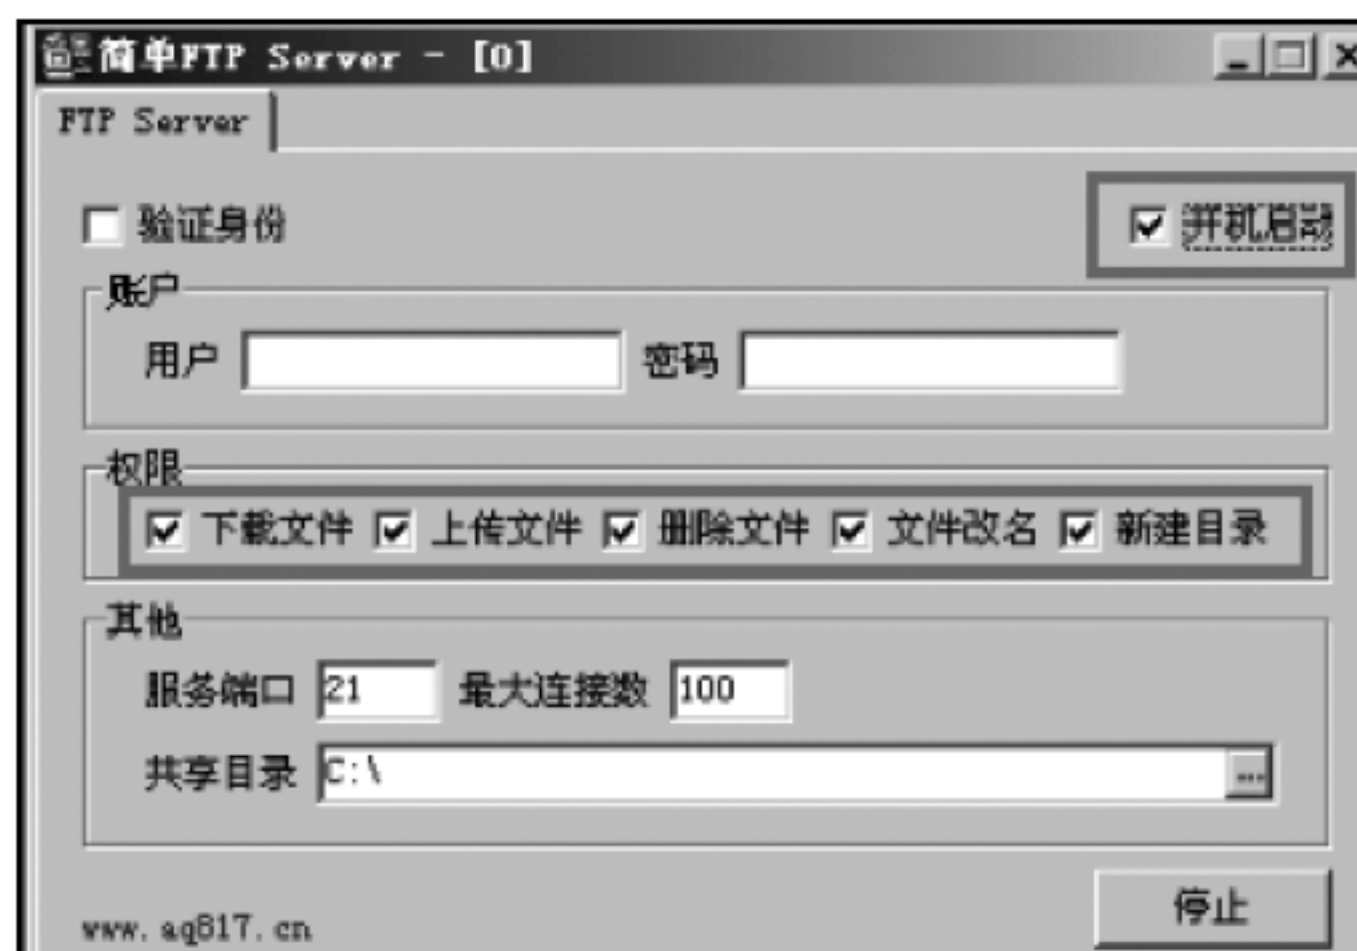 简单FTP Server - [0]
FTP Server
验证身份 开机启动
账户
用户 密码
权限
下载文件 上传文件 删除文件 文件改名 新建目录
其他
服务端口 21 最大连接数 100
共享目录 C:\ ...
停止
www.aq817.cn